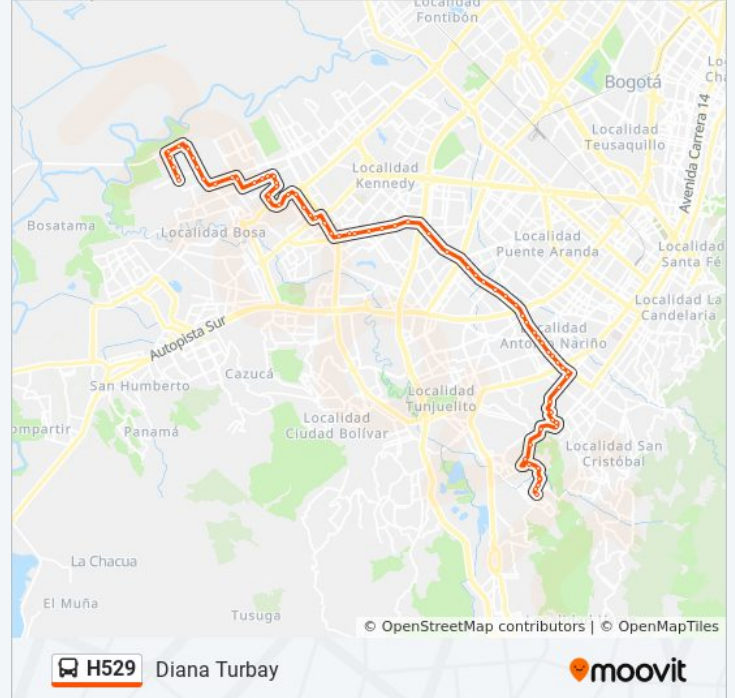 Localidad
Fontibón
Bogotá
Localidad
Teusaquillo
Avenida Carrera 14
Localidad
Kennedy
Bosatama
Localidad Bosa
Localidad
Puente Aranda
Localidad
Santa Fé
Localidad La
Candelaria
Autopista Sur
Localidad
Antonio Nariño
Cazucá
San Humberto
Localidad
Tunjuelito
ompartir
Panamá
Localidad
Ciudad Bolívar
Localidad San
Cristóbal
La Chacua
El Muña
Tusuga
© OpenStreetMap contributors | © OpenMapTiles
H529 Diana Turbay
moovit